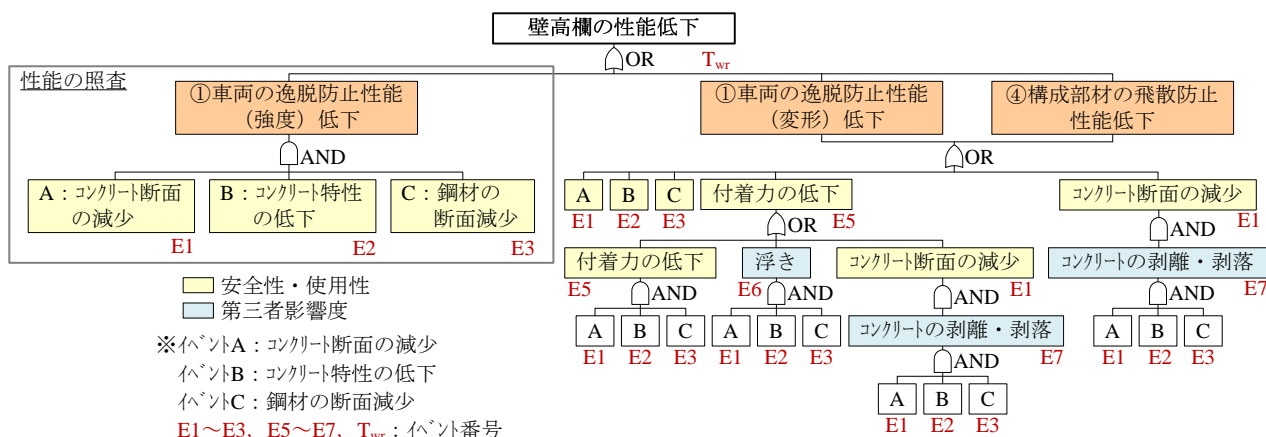 壁高欄の性能低下
OR
T_wr
性能の照査
①車両の逸脱防止性能
(強度)低下
①車両の逸脱防止性能
(変形)低下
④構成部材の飛散防止
性能低下
AND
OR
A：コンクリート断面
の減少
E1
B：コンクリート特性
の低下
E2
C：鋼材の
断面減少
E3
A
E1
B
E2
C
E3
付着力の低下
E5
コンクリート断面の減少
E1
OR
AND
付着力の低下
E5
浮き
E6
コンクリート断面の減少
E1
コンクリートの剥離・剥落
E7
AND
AND
AND
AND
A B C
E1 E2 E3
A B C
E1 E2 E3
コンクリートの剥離・剥落
E7
A B C
E1 E2 E3
AND
A B C
E1 E2 E3
安全性・使用性
第三者影響度
※イベントA：コンクリート断面の減少
イベントB：コンクリート特性の低下
イベントC：鋼材の断面減少
E1～E3，E5～E7，T_wr：イベント番号